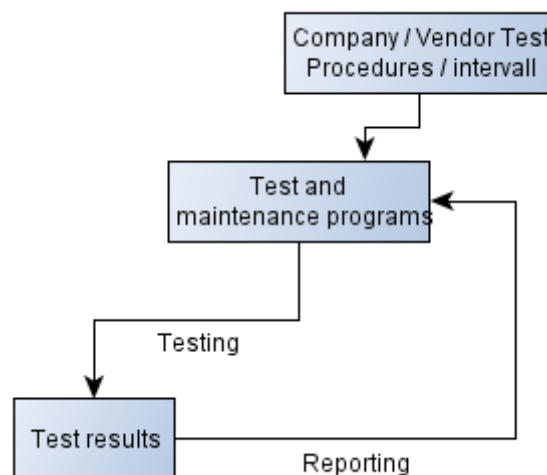 Company / Vendor Test
Procedures / intervall
Test and
maintenance programs
Testing
Test results
Reporting